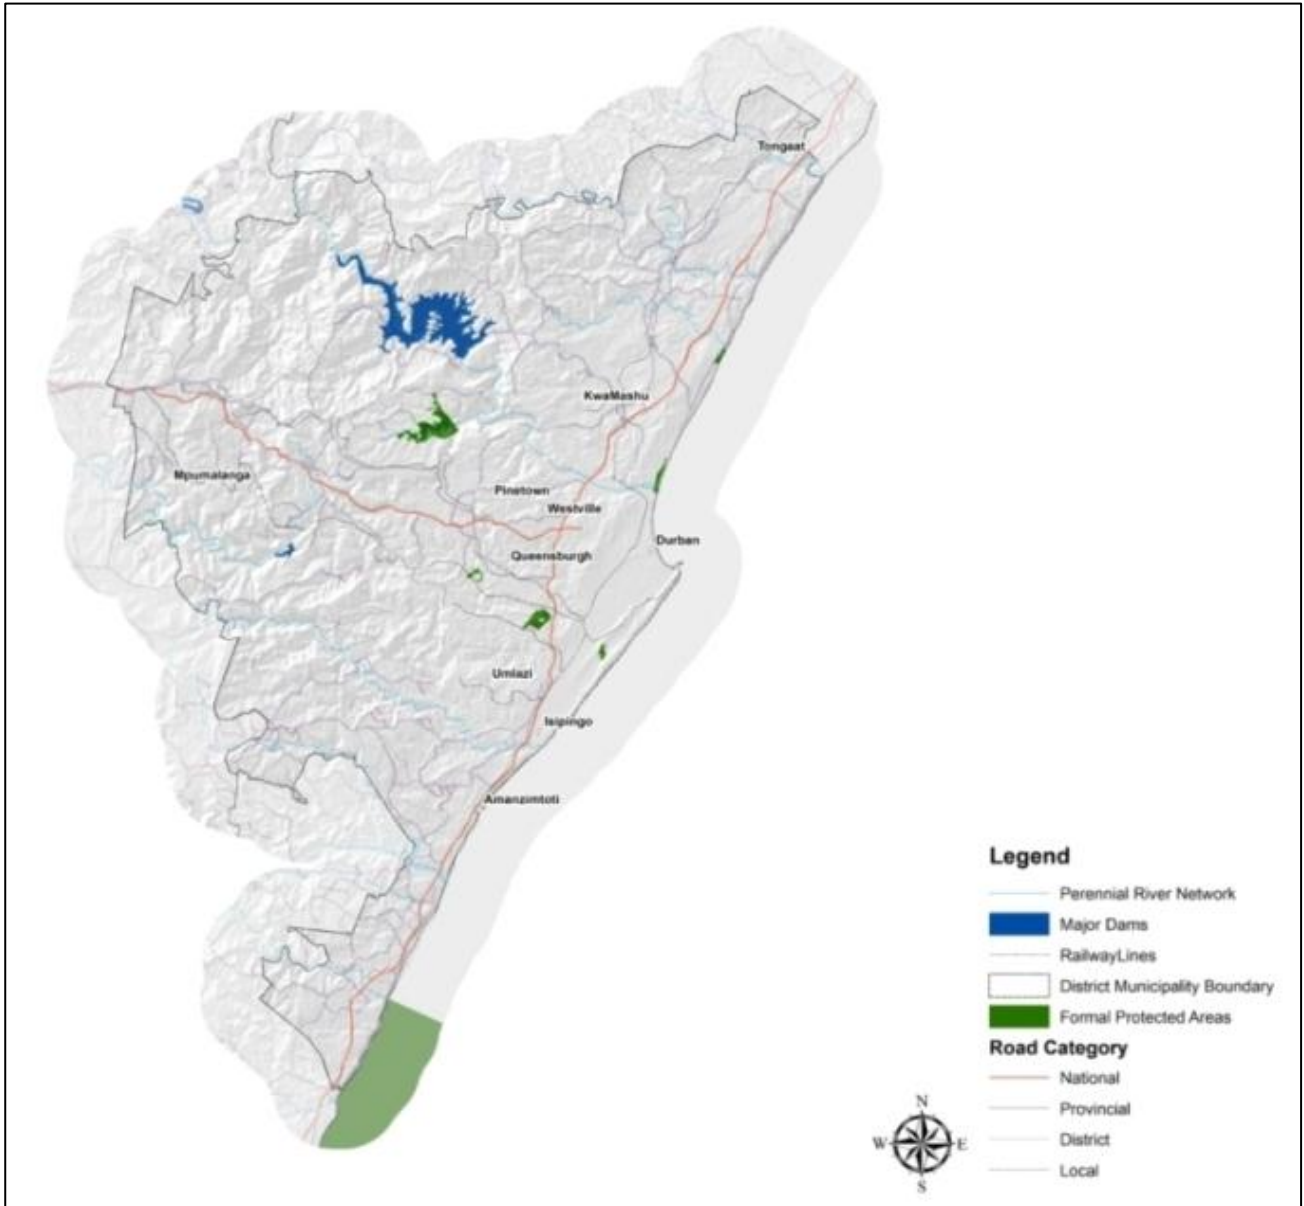 Tongaat
KwaMashu
Mpumalanga
Pinetown
Westville
Durban
Queensburgh
Umlazi
Isipingo
Amanzimtoti
Legend
Perennial River Network
Major Dams
RailwayLines
District Municipality Boundary
Formal Protected Areas
Road Category
National
Provincial
District
Local
N
W E
S